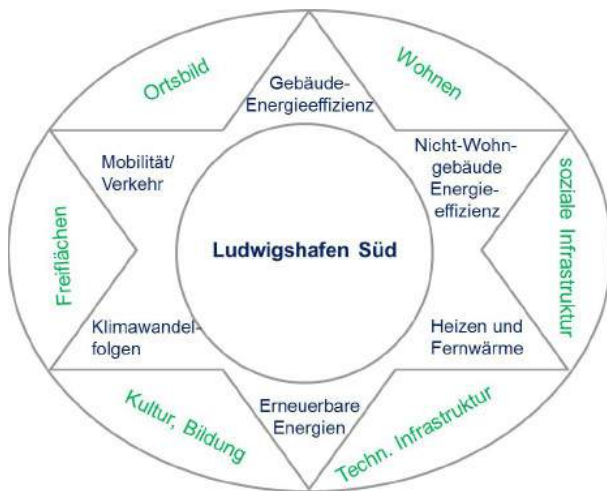 Ortsbild
Wohnen
Gebäude-
Energieeffizienz
Mobilität/
Verkehr
Nicht-Wohn-
gebäude
Energie-
effizienz
Freiflächen
Ludwigshafen Süd
soziale Infrastruktur
Klimawandel-
folgen
Heizen und
Fernwärme
Kultur, Bildung
Erneuerbare
Energien
Techn. Infrastruktur